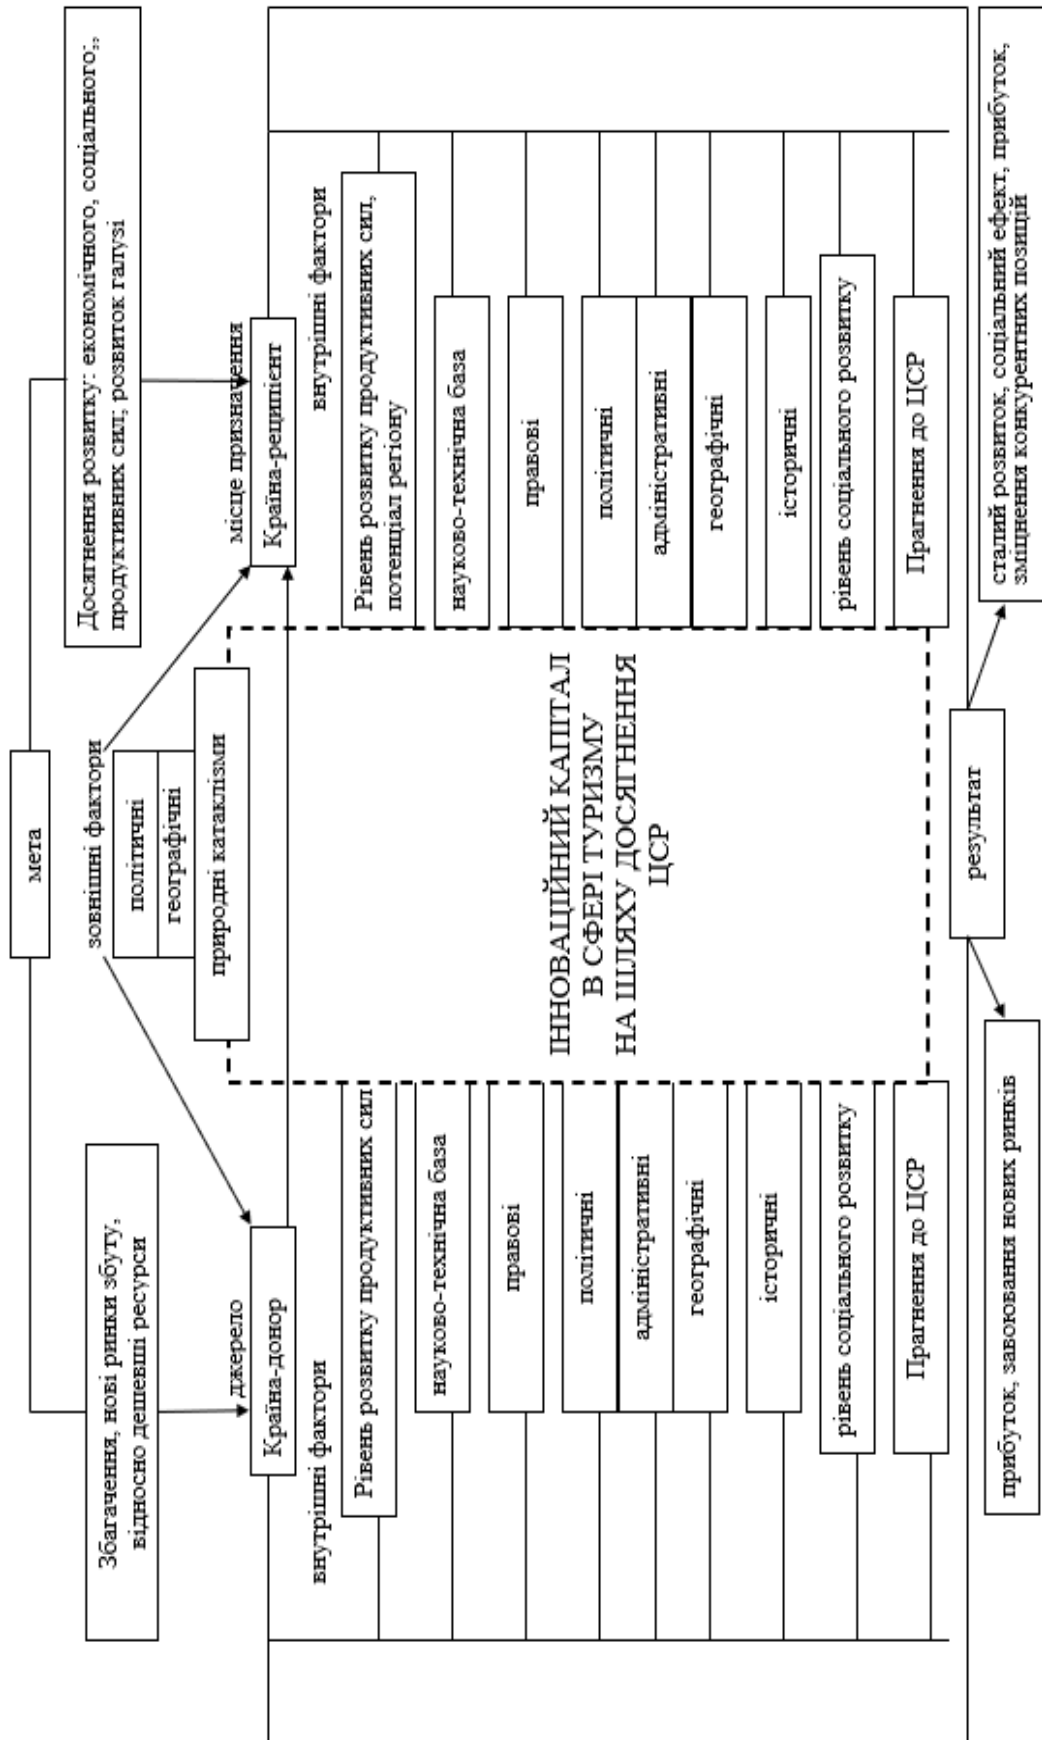 мета
Збагачення, нові ринки збуту,
відносно дешевші ресурси
Досягнення розвитку: економічного, соціального;,
продуктивних сил; розвиток галузі
зовнішні фактори
політичні
географічні
природні катаклізми
джерело
Країна-донор
місце призначення
Країна-реципієнт
внутрішні фактори
Рівень розвитку продуктивних сил
науково-технічна база
правові
політичні
адміністративні
географічні
історичні
рівень соціального розвитку
Прагнення до ЦСР
ІННОВАЦІЙНИЙ КАПІТАЛ
В СФЕРІ ТУРИЗМУ
НА ШЛЯХУ ДОСЯГНЕННЯ
ЦСР
внутрішні фактори
Рівень розвитку продуктивних сил,
потенціал регіону
науково-технічна база
правові
політичні
адміністративні
географічні
історичні
рівень соціального розвитку
Прагнення до ЦСР
результат
прибуток, завоювання нових ринків
сталий розвиток, соціальний ефект, прибуток,
зміцнення конкурентних позицій